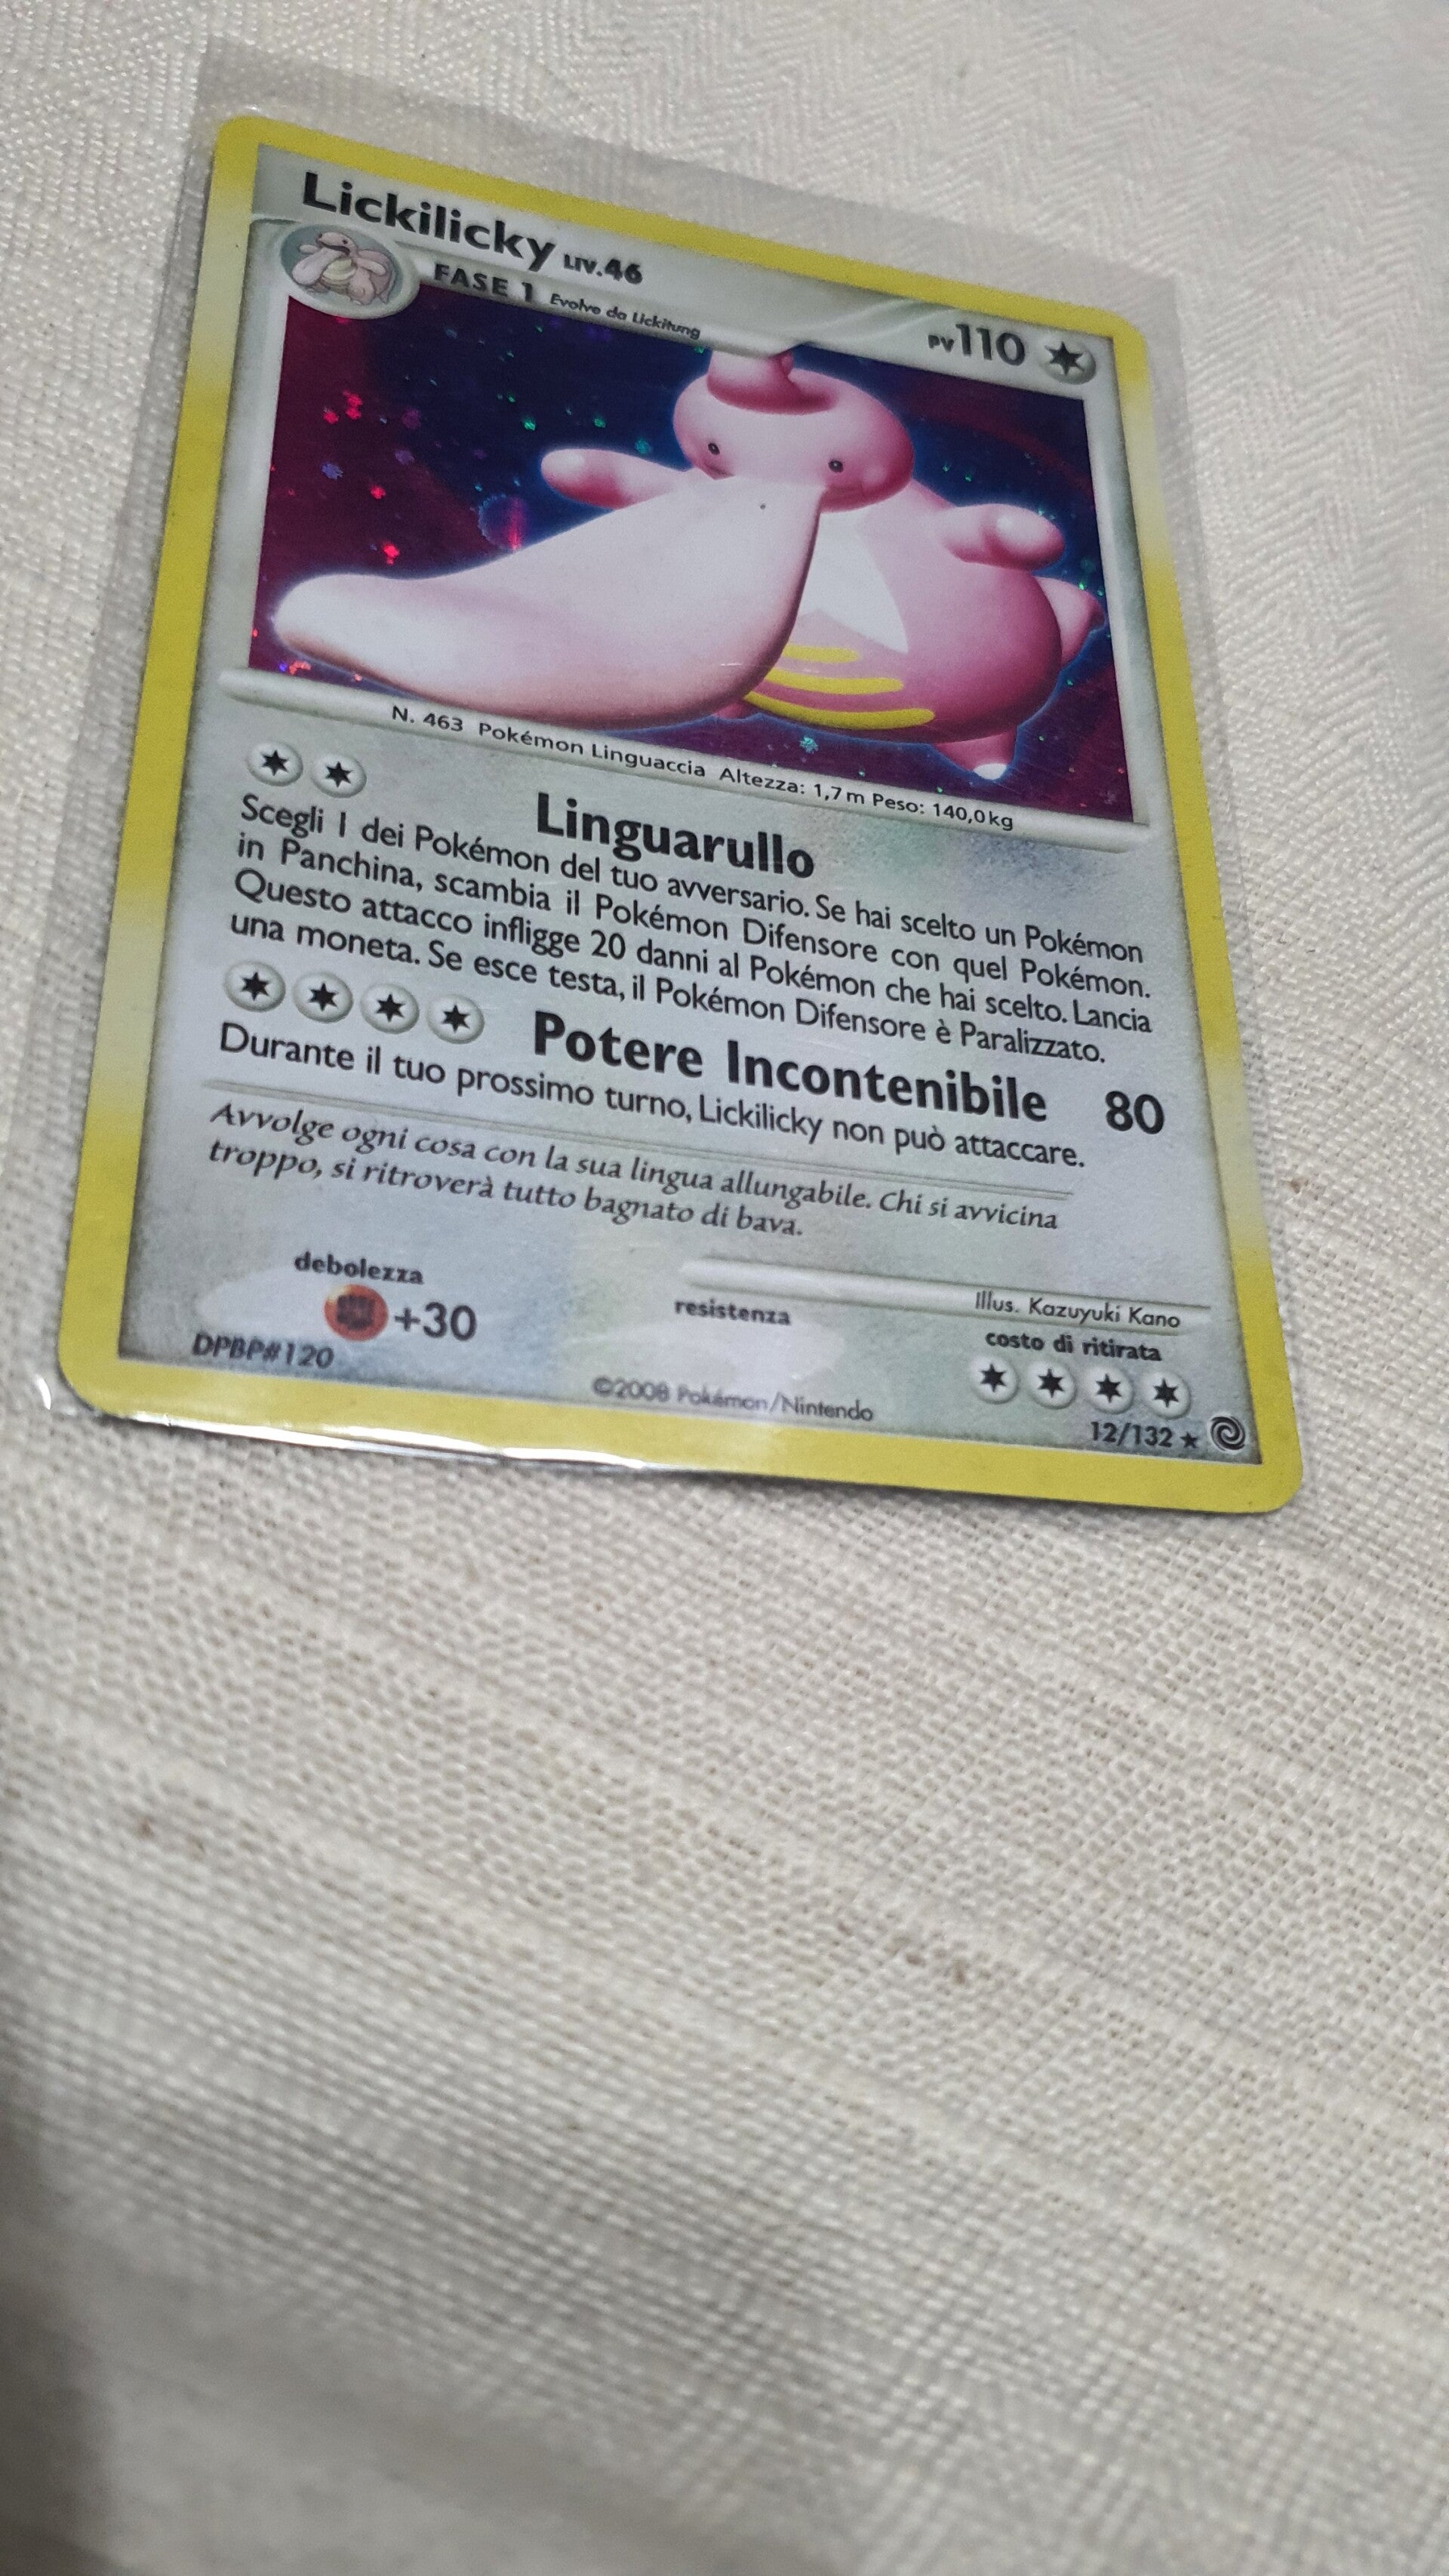 Lickilicky LIV.46
FASE 1 Evolve da Lickitung
PV 110
N. 463 Pokémon Linguaccia Altezza: 1,7 m Peso: 140,0 kg
Linguarullo
Scegli 1 dei Pokémon del tuo avversario. Se hai scelto un Pokémon
in Panchina, scambia il Pokémon Difensore con quel Pokémon.
Questo attacco infligge 20 danni al Pokémon che hai scelto. Lancia
una moneta. Se esce testa, il Pokémon Difensore è Paralizzato.
Potere Incontenibile 80
Durante il tuo prossimo turno, Lickilicky non può attaccare.
Avvolge ogni cosa con la sua lingua allungabile. Chi si avvicina
troppo, si ritroverà tutto bagnato di bava.
Illus. Kazuyuki Kano
debolezza
+30
resistenza
costo di ritirata
DPBP#120
©2008 Pokémon/Nintendo
12/132 ★